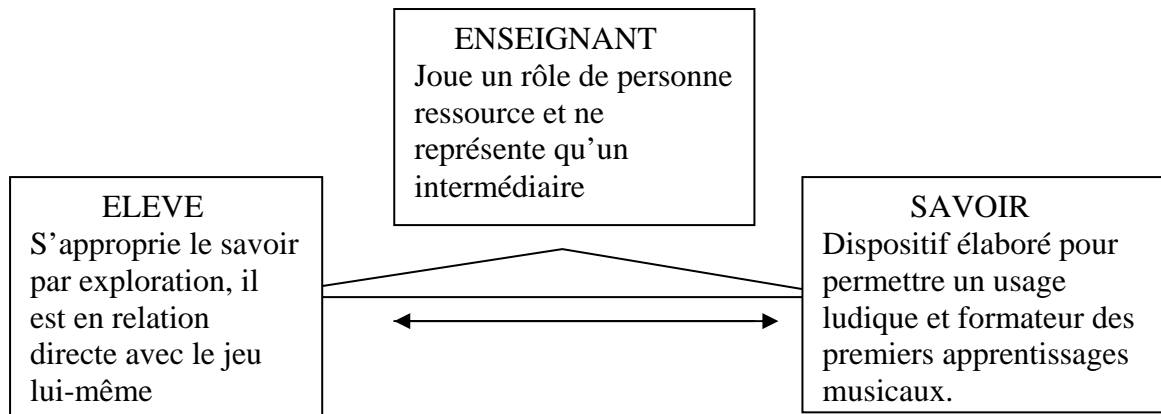 ENSEIGNANT
Joue un rôle de personne
ressource et ne
représente qu’un
intermédiaire
ELEVE
S’approprie le savoir
par exploration, il
est en relation
directe avec le jeu
lui-même
SAVOIR
Dispositif élaboré pour
permettre un usage
ludique et formateur des
premiers apprentissages
musicaux.